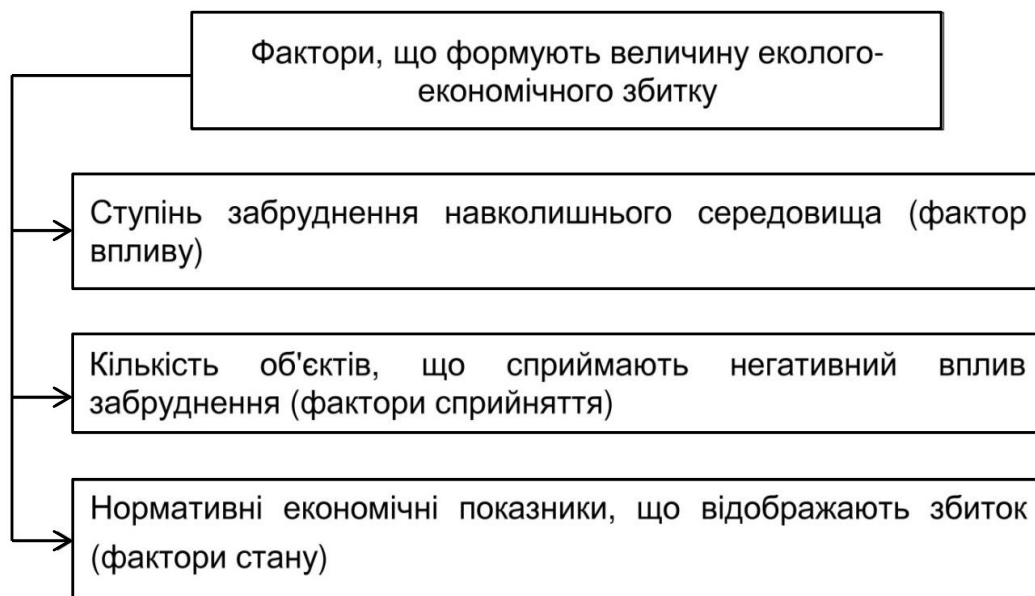 Фактори, що формують величину еколого-
економічного збитку
Ступінь забруднення навколишнього середовища (фактор
впливу)
Кількість об'єктів, що сприймають негативний вплив
забруднення (фактори сприйняття)
Нормативні економічні показники, що відображають збиток
(фактори стану)